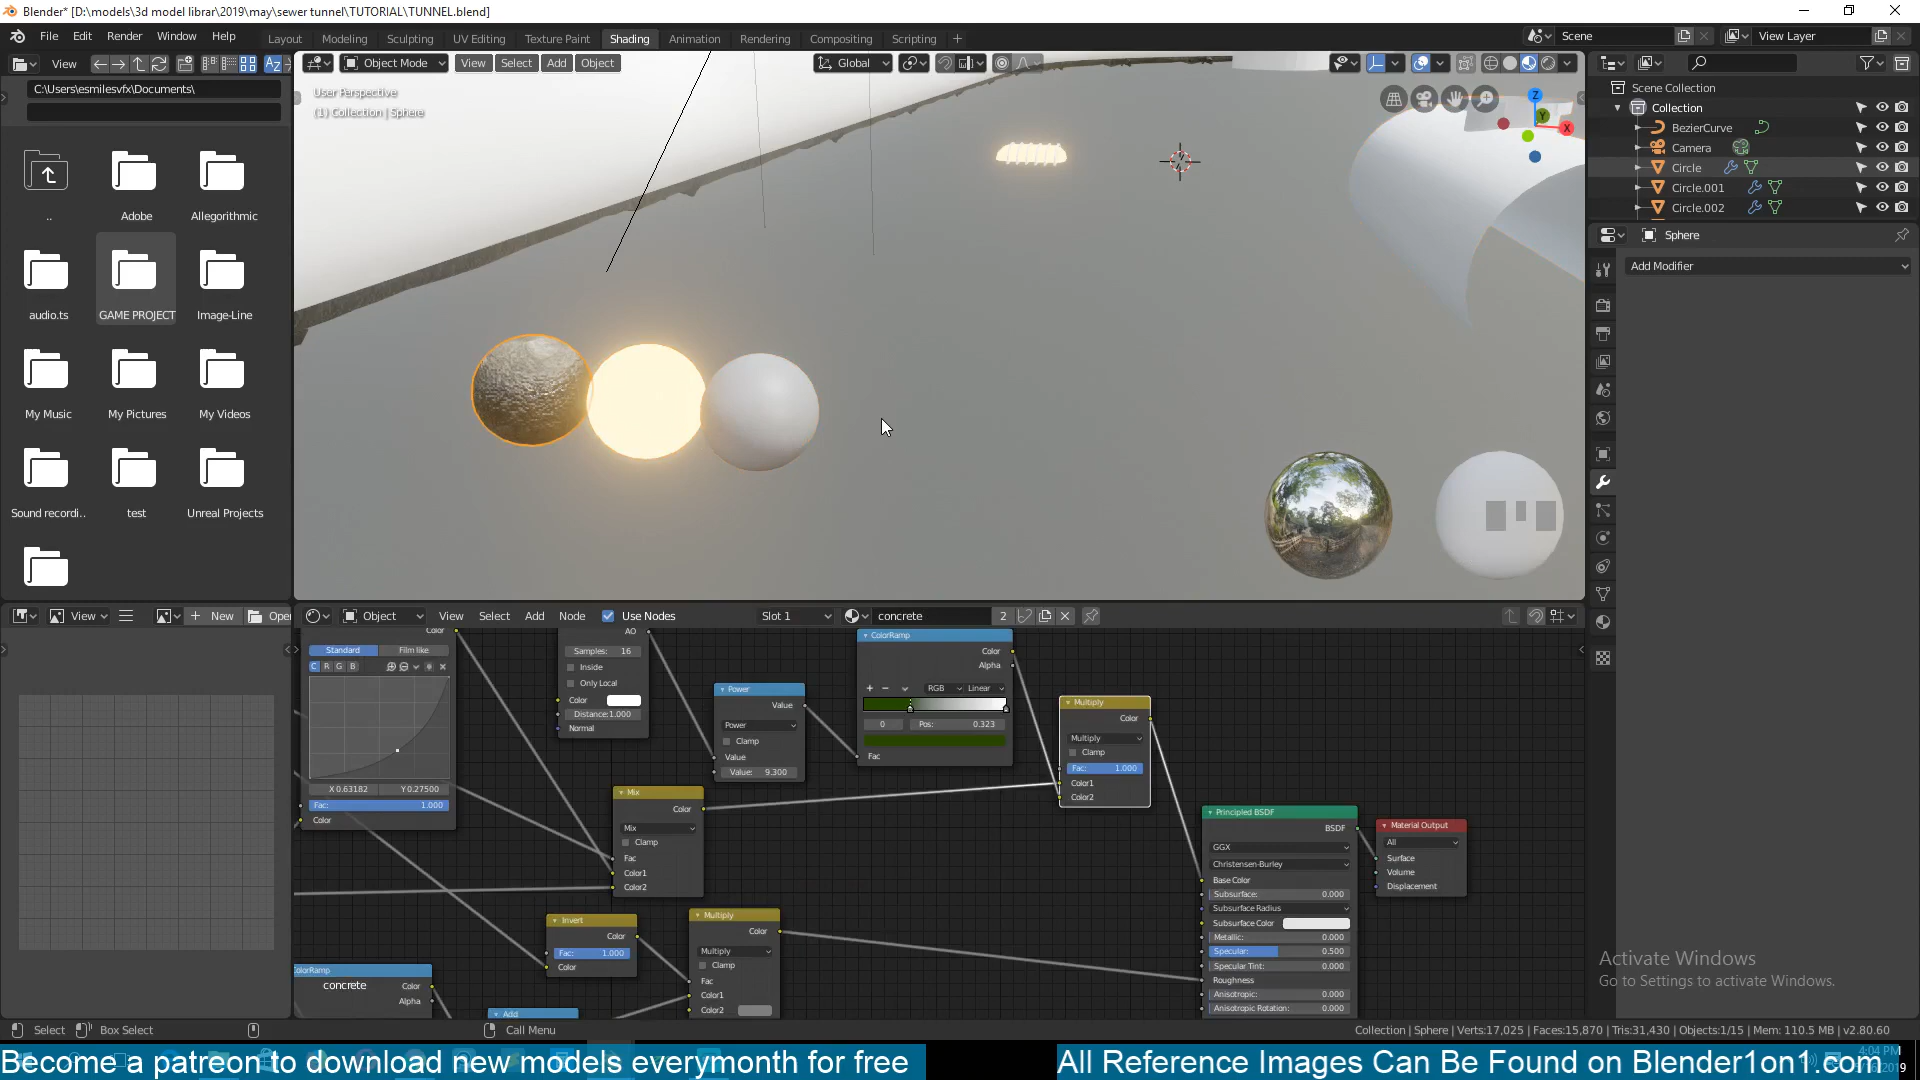 Blender* [D:\models\3d model librar\2019\may\sewer tunnel\TUTORIAL\TUNNEL.blend]
File Edit Render Window Help
Layout Modeling Sculpting UV Editing Texture Paint Shading Animation Rendering Compositing Scripting +
Scene View Layer
View
Object Mode View Select Add Object Global
C:\Users\esmilesvfx\Documents\
User Perspective
(1) Collection | Sphere
..
Adobe
Allegorithmic
audio.ts
GAME PROJECT
Image-Line
My Music
My Pictures
My Videos
Sound recordi..
test
Unreal Projects
Z
Y
X
Scene Collection
Collection
BezierCurve
Camera
Circle
Circle.001
Circle.002
Sphere
Add Modifier
View New Open
Object View Select Add Node Use Nodes Slot 1 concrete 2
Color
Standard Film like
C R G B
X 0.63182 Y 0.27500
Fac: 1.000
Color
AO
Samples: 16
Inside
Only Local
Color
Distance:1.000
Normal
Power
Value
Power
Clamp
Value
Value: 9.300
ColorRamp
Color
Alpha
RGB Linear
0 Pos: 0.323
Fac
Multiply
Color
Multiply
Clamp
Fac: 1.000
Color1
Color2
Mix
Color
Mix
Clamp
Fac
Color1
Color2
Invert
Color
Fac: 1.000
Color
Multiply
Color
Multiply
Clamp
Fac
Color1
Color2
Principled BSDF
BSDF
GGX
Christensen-Burley
Base Color
Subsurface: 0.000
Subsurface Radius
Subsurface Color
Metallic: 0.000
Specular: 0.500
Specular Tint: 0.000
Roughness
Anisotropic: 0.000
Anisotropic Rotation: 0.000
Material Output
All
Surface
Volume
Displacement
ColorRamp
Color
Alpha
concrete
Add
Activate Windows
Go to Settings to activate Windows.
Select Box Select Call Menu
Collection | Sphere | Verts:17,025 | Faces:15,870 | Tris:31,430 | Objects:1/15 | Mem: 110.5 MB | v2.80.60
Become a patreon to download new models everymonth for free
All Reference Images Can Be Found on Blender1on1.com
4:04 PM